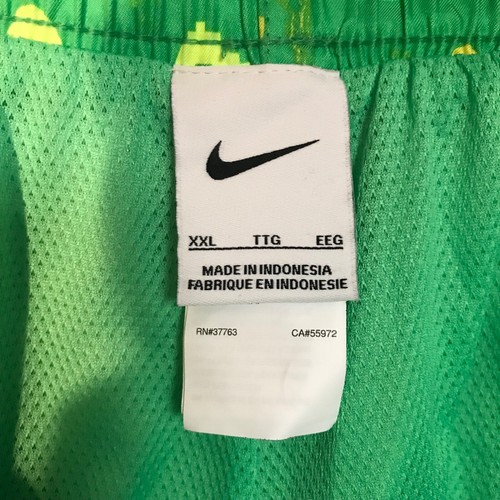 XXL TTG EEG
MADE IN INDONESIA
FABRIQUE EN INDONESIE
RN#37763 CA#55972